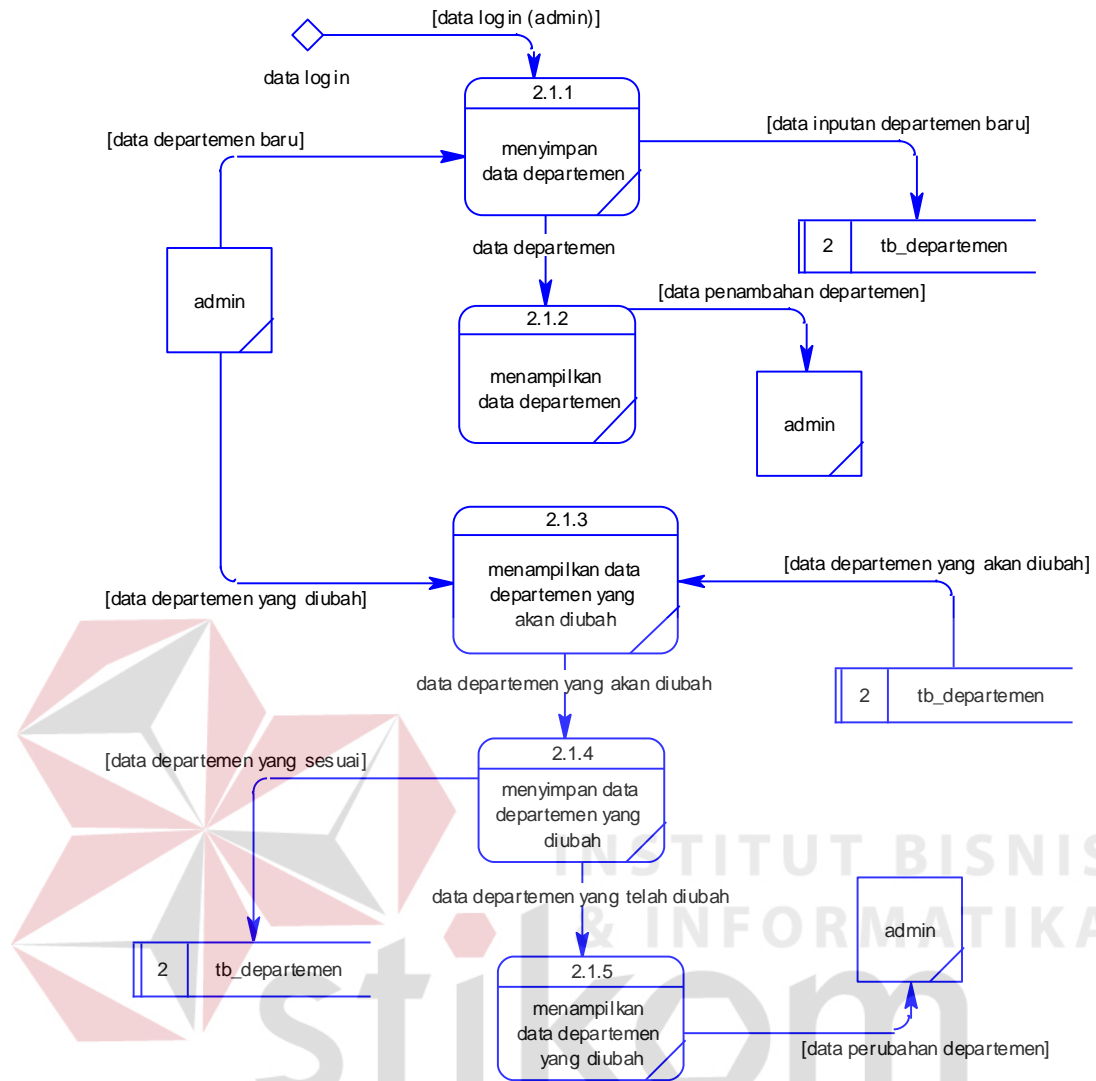 [data login (admin)]
data login
2.1.1
menyimpan
data departemen
[data departemen baru]
[data inputan departemen baru]
2
tb_departemen
data departemen
admin
[data penambahan departemen]
2.1.2
menampilkan
data departemen
admin
2.1.3
menampilkan data
departemen yang
akan diubah
[data departemen yang akan diubah]
[data departemen yang diubah]
2
tb_departemen
data departemen yang akan diubah
2.1.4
menyimpan data
departemen yang
diubah
[data departemen yang sesuai]
INSTITUT BISNIS
& INFORMATIKA
data departemen yang telah diubah
admin
2
tb_departemen
stikom
2.1.5
menampilkan
data departemen
yang diubah
[data perubahan departemen]